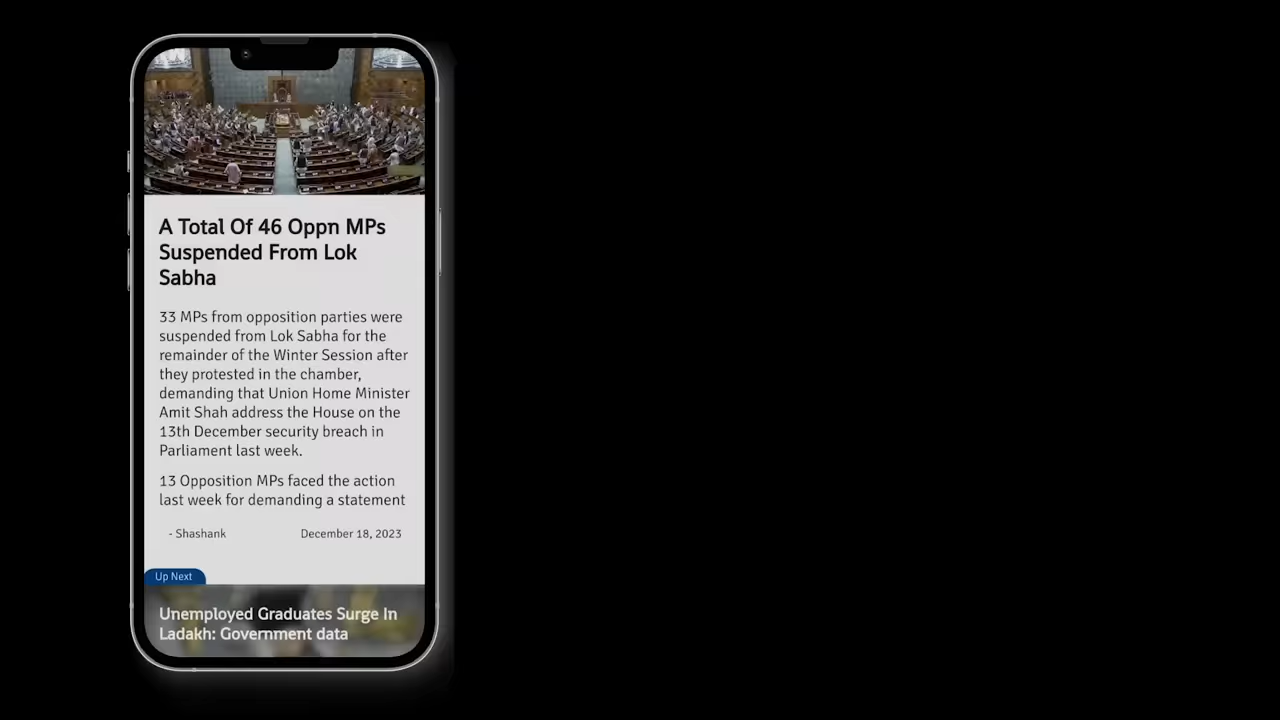 A Total Of 46 Oppn MPs
Suspended From Lok
Sabha
33 MPs from opposition parties were
suspended from Lok Sabha for the
remainder of the Winter Session after
they protested in the chamber,
demanding that Union Home Minister
Amit Shah address the House on the
13th December security breach in
Parliament last week.
13 Opposition MPs faced the action
last week for demanding a statement
- Shashank December 18, 2023
Up Next
Unemployed Graduates Surge In
Ladakh: Government data